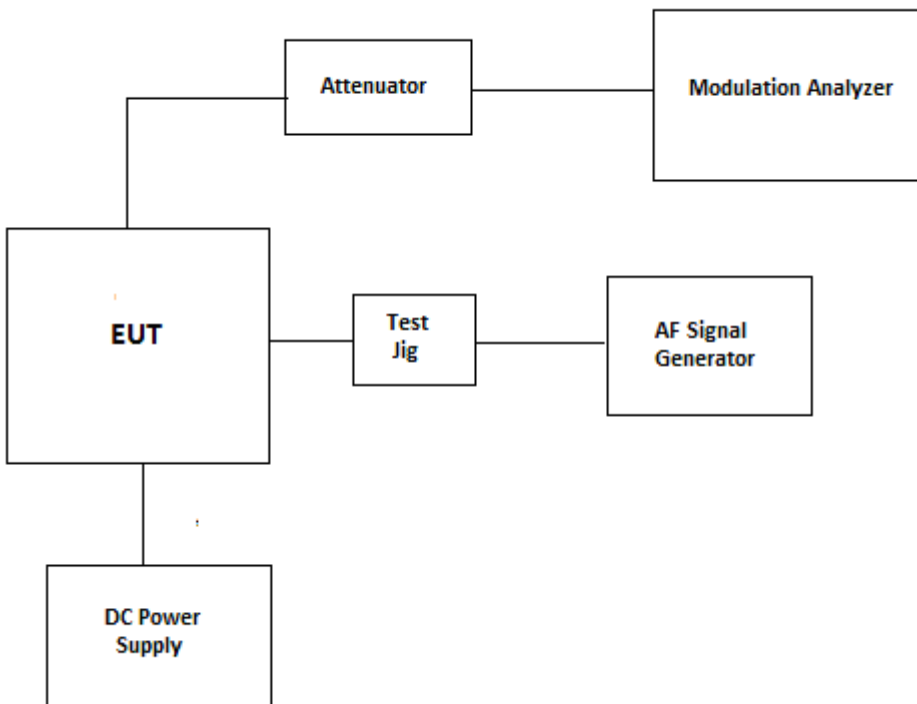 Attenuator
Modulation Analyzer
EUT
Test
Jig
AF Signal
Generator
DC Power
Supply